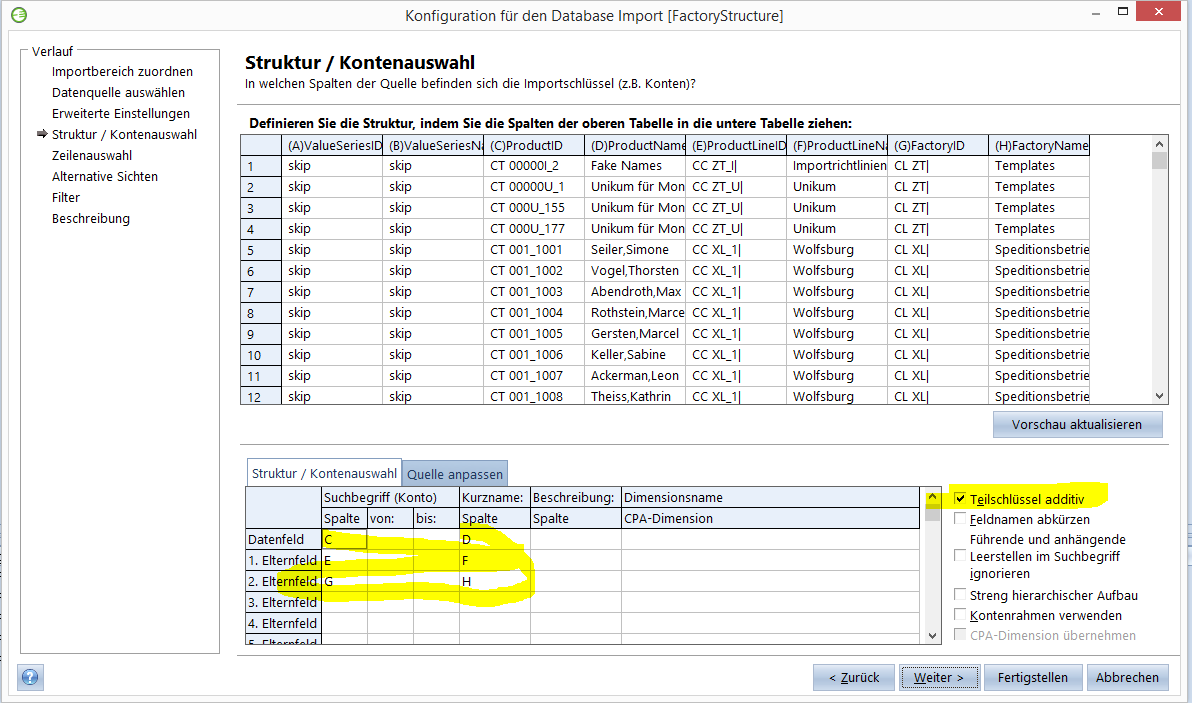 Konfiguration für den Database Import [FactoryStructure]
Verlauf
Importbereich zuordnen
Datenquelle auswählen
Erweiterte Einstellungen
Struktur / Kontenauswahl
Zeilenauswahl
Alternative Sichten
Filter
Beschreibung
Struktur / Kontenauswahl
In welchen Spalten der Quelle befinden sich die Importschlüssel (z.B. Konten)?
Definieren Sie die Struktur, indem Sie die Spalten der oberen Tabelle in die untere Tabelle ziehen:
(A)ValueSeriesID (B)ValueSeriesNa (C)ProductID (D)ProductName (E)ProductLineID (F)ProductLineNa (G)FactoryID (H)FactoryName
1 skip skip CT 00000I_2 Fake Names CC ZT_I| Importrichtlinien CL ZT| Templates
2 skip skip CT 00000U_1 Unikum für Mon CC ZT_U| Unikum CL ZT| Templates
3 skip skip CT 000U_155 Unikum für Mon CC ZT_U| Unikum CL ZT| Templates
4 skip skip CT 000U_177 Unikum für Mon CC ZT_U| Unikum CL ZT| Templates
5 skip skip CT 001_1001 Seiler,Simone CC XL_1| Wolfsburg CL XL| Speditionsbetrie
6 skip skip CT 001_1002 Vogel,Thorsten CC XL_1| Wolfsburg CL XL| Speditionsbetrie
7 skip skip CT 001_1003 Abendroth,Max CC XL_1| Wolfsburg CL XL| Speditionsbetrie
8 skip skip CT 001_1004 Rothstein,Marce CC XL_1| Wolfsburg CL XL| Speditionsbetrie
9 skip skip CT 001_1005 Gersten,Marcel CC XL_1| Wolfsburg CL XL| Speditionsbetrie
10 skip skip CT 001_1006 Keller,Sabine CC XL_1| Wolfsburg CL XL| Speditionsbetrie
11 skip skip CT 001_1007 Ackerman,Leon CC XL_1| Wolfsburg CL XL| Speditionsbetrie
12 skip skip CT 001_1008 Theiss,Kathrin CC XL_1| Wolfsburg CL XL| Speditionsbetrie
Vorschau aktualisieren
Struktur / Kontenauswahl Quelle anpassen
Suchbegriff (Konto) Kurzname: Beschreibung: Dimensionsname
Spalte von: bis: Spalte Spalte CPA-Dimension
Datenfeld C D
1. Elternfeld E F
2. Elternfeld G H
3. Elternfeld
4. Elternfeld
5. Elternfeld
Teilschlüssel additiv
Feldnamen abkürzen
Führende und anhängende
Leerstellen im Suchbegriff
ignorieren
Streng hierarchischer Aufbau
Kontenrahmen verwenden
CPA-Dimension übernehmen
?
< Zurück Weiter > Fertigstellen Abbrechen